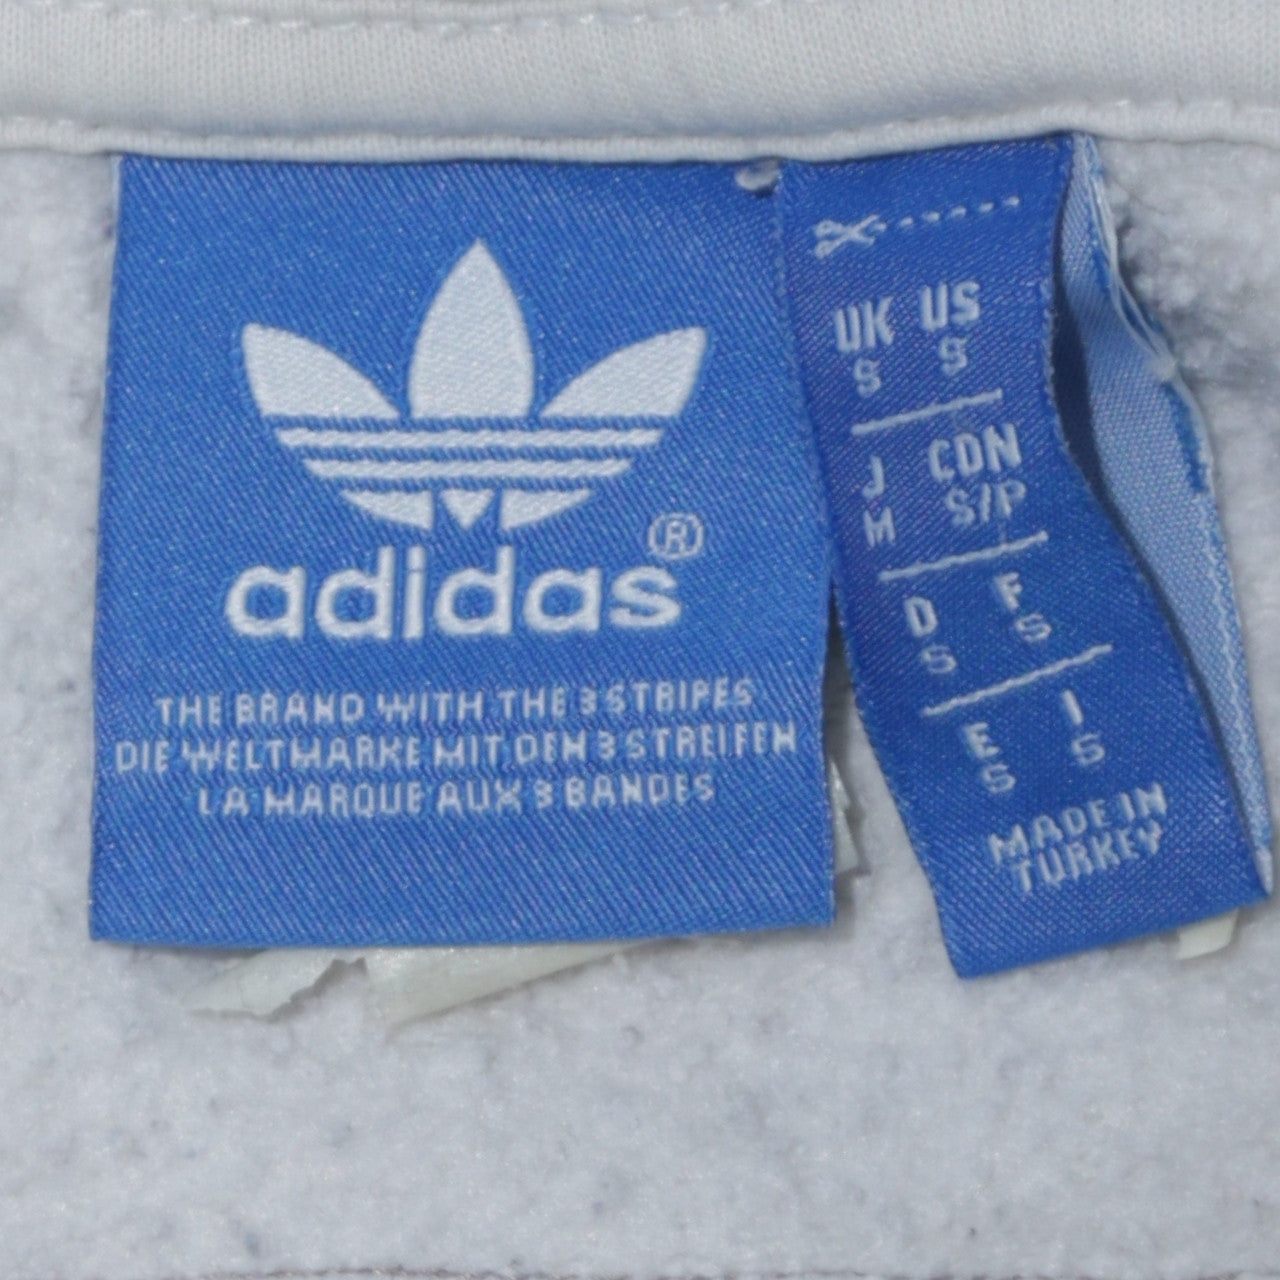 adidas®
THE BRAND WITH THE 3 STRIPES
DIE WELTMARKE MIT DEN 3 STREIFEN
LA MARQUE AUX 3 BANDES
UK US
S S
J CDN
M S/P
D F
S S
E I
S S
MADE IN
TURKEY